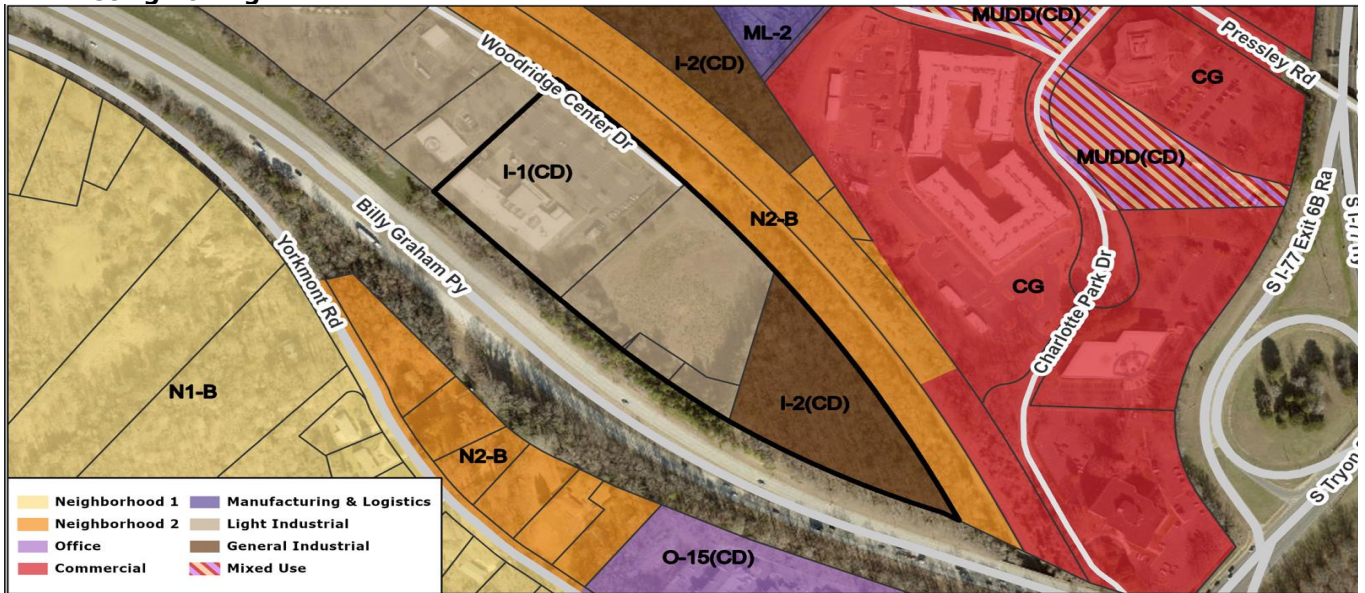 MUDD(CD)
ML-2
Woodridge Center Dr
I-2(CD)
Pressley Rd
CG
I-1(CD)
MUDD(CD)
Billy Graham Py
N2-B
S I-77 Exit 6B Ra
Yorkmont Rd
CG
Charlotte Park Dr
N1-B
I-2(CD)
N2-B
S Tryon
O-15(CD)
Neighborhood 1
Neighborhood 2
Office
Commercial
Manufacturing & Logistics
Light Industrial
General Industrial
Mixed Use